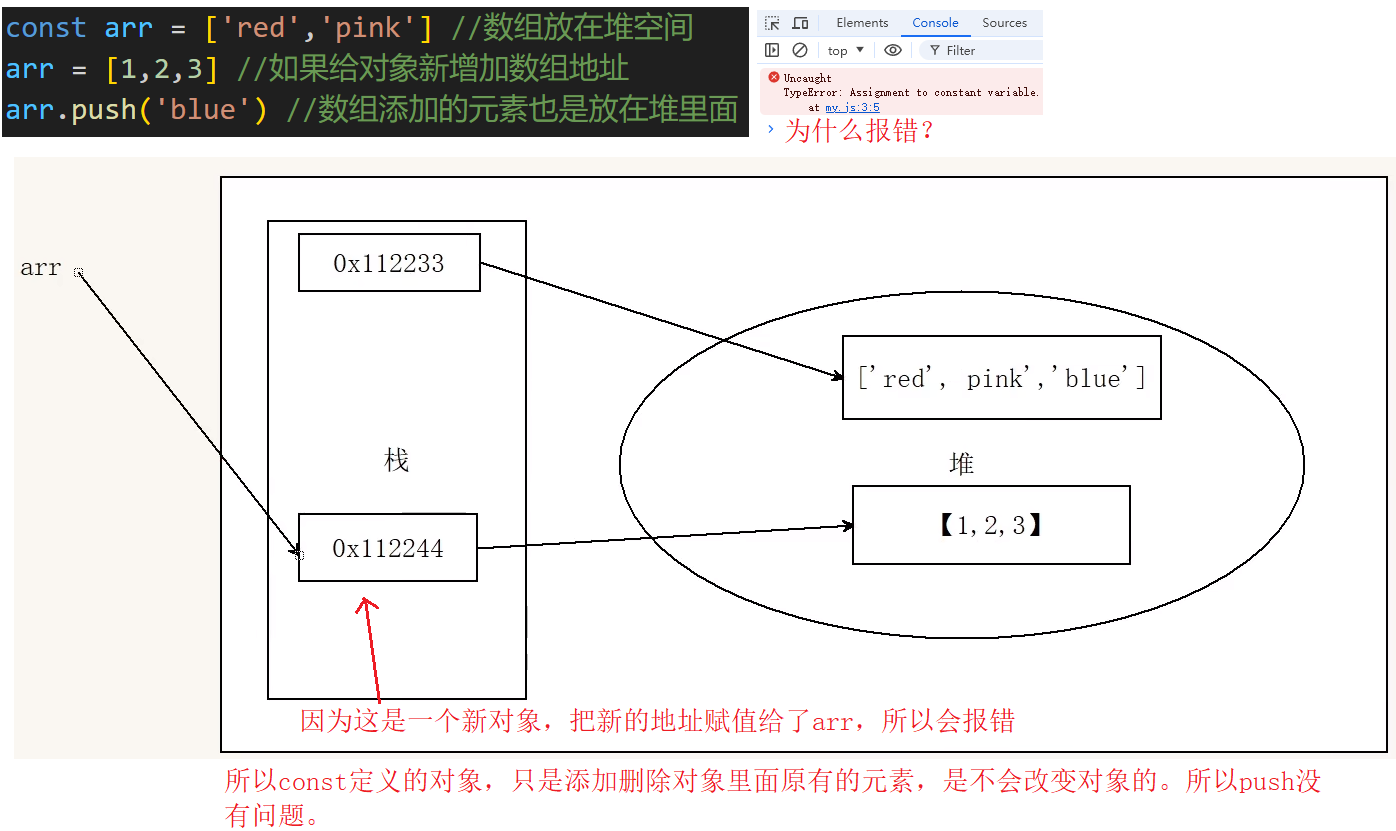 const arr = ['red','pink'] //数组放在堆空间
arr = [1,2,3] //如果给对象新增加数组地址
arr.push('blue') //数组添加的元素也是放在堆里面
Elements Console Sources
top Filter
Uncaught
TypeError: Assignment to constant variable.
at my.js:3:5
为什么报错？
arr
0x112233
['red', pink','blue']
栈
堆
0x112244
【1,2,3】
因为这是一个新对象，把新的地址赋值给了arr，所以会报错
所以const定义的对象，只是添加删除对象里面原有的元素，是不会改变对象的。所以push没
有问题。